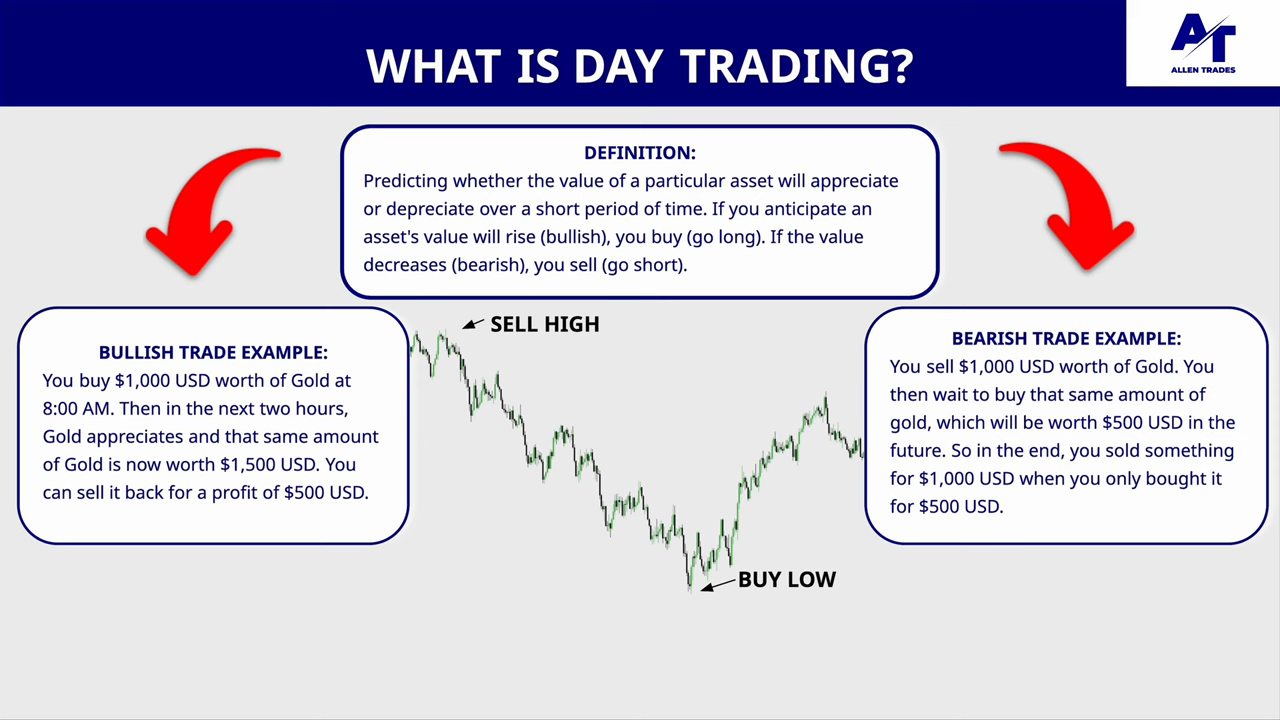 WHAT IS DAY TRADING?
AT
ALLEN TRADES
DEFINITION:
Predicting whether the value of a particular asset will appreciate
or depreciate over a short period of time. If you anticipate an
asset's value will rise (bullish), you buy (go long). If the value
decreases (bearish), you sell (go short).
BULLISH TRADE EXAMPLE:
You buy $1,000 USD worth of Gold at
8:00 AM. Then in the next two hours,
Gold appreciates and that same amount
of Gold is now worth $1,500 USD. You
can sell it back for a profit of $500 USD.
SELL HIGH
BUY LOW
BEARISH TRADE EXAMPLE:
You sell $1,000 USD worth of Gold. You
then wait to buy that same amount of
gold, which will be worth $500 USD in the
future. So in the end, you sold something
for $1,000 USD when you only bought it
for $500 USD.